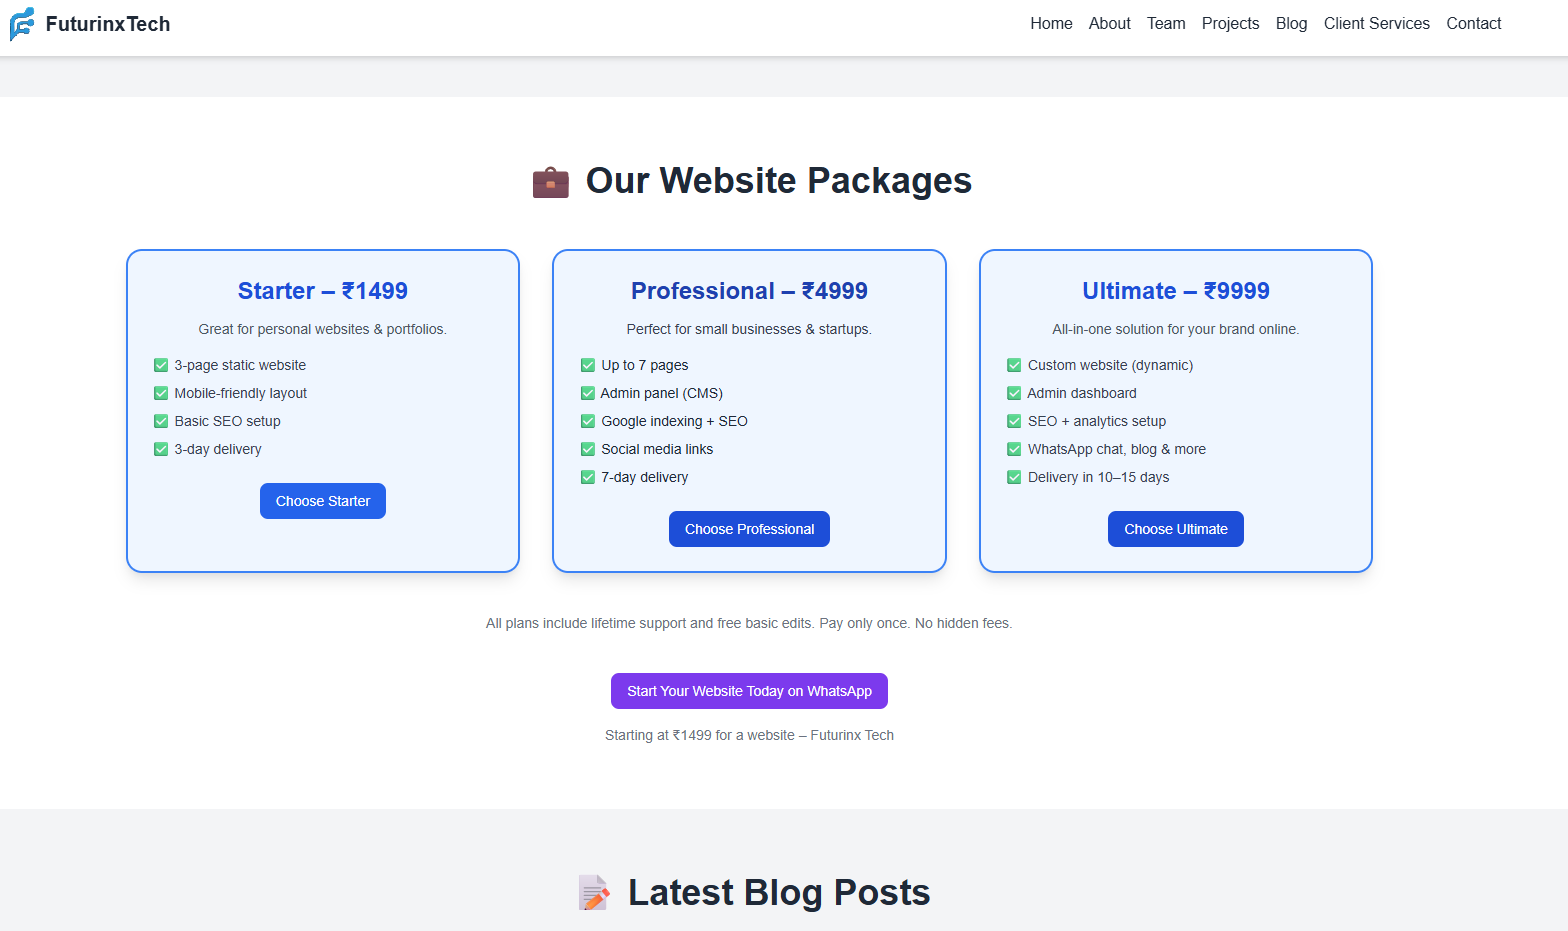 FuturinxTech
Home About Team Projects Blog Client Services Contact
Our Website Packages
Starter – ₹1499
Great for personal websites & portfolios.
3-page static website
Mobile-friendly layout
Basic SEO setup
3-day delivery
Choose Starter
Professional – ₹4999
Perfect for small businesses & startups.
Up to 7 pages
Admin panel (CMS)
Google indexing + SEO
Social media links
7-day delivery
Choose Professional
Ultimate – ₹9999
All-in-one solution for your brand online.
Custom website (dynamic)
Admin dashboard
SEO + analytics setup
WhatsApp chat, blog & more
Delivery in 10–15 days
Choose Ultimate
All plans include lifetime support and free basic edits. Pay only once. No hidden fees.
Start Your Website Today on WhatsApp
Starting at ₹1499 for a website – Futurinx Tech
Latest Blog Posts